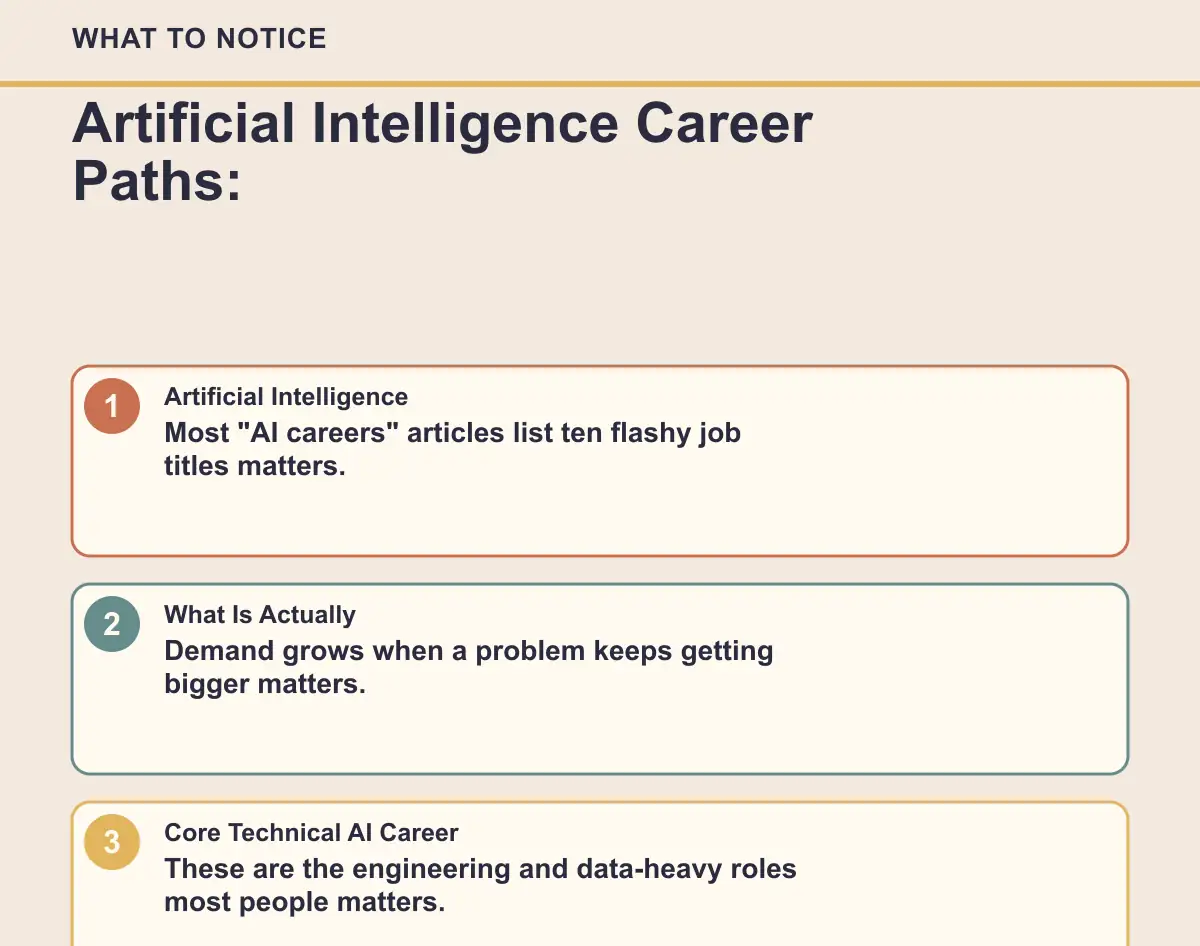 WHAT TO NOTICE
Artificial Intelligence Career
Paths:
1
Artificial Intelligence
Most "AI careers" articles list ten flashy job
titles matters.
2
What Is Actually
Demand grows when a problem keeps getting
bigger matters.
3
Core Technical AI Career
These are the engineering and data-heavy roles
most people matters.